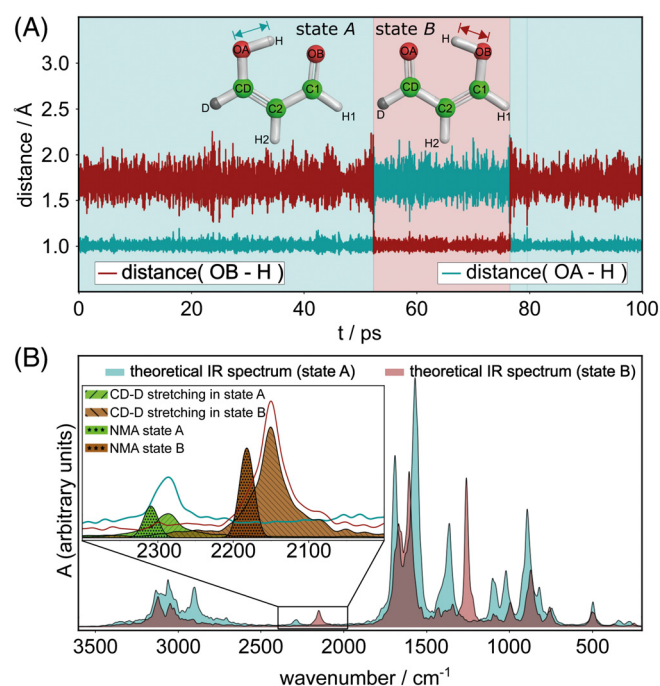 (A)
state A state B
OA H OB
CD C1
D C2 H1
H2
OA H OB
CD C1
D C2 H1
H2
distance / Å
3.0
2.5
2.0
1.5
1.0
distance( OB - H )
distance( OA - H )
0 20 40 60 80 100
t / ps
(B)
theoretical IR spectrum (state A)
theoretical IR spectrum (state B)
CD-D stretching in state A
CD-D stretching in state B
NMA state A
NMA state B
2300 2200 2100
A (arbitrary units)
3600 3000 2500 2000 1500 1000 500
wavenumber / cm⁻¹